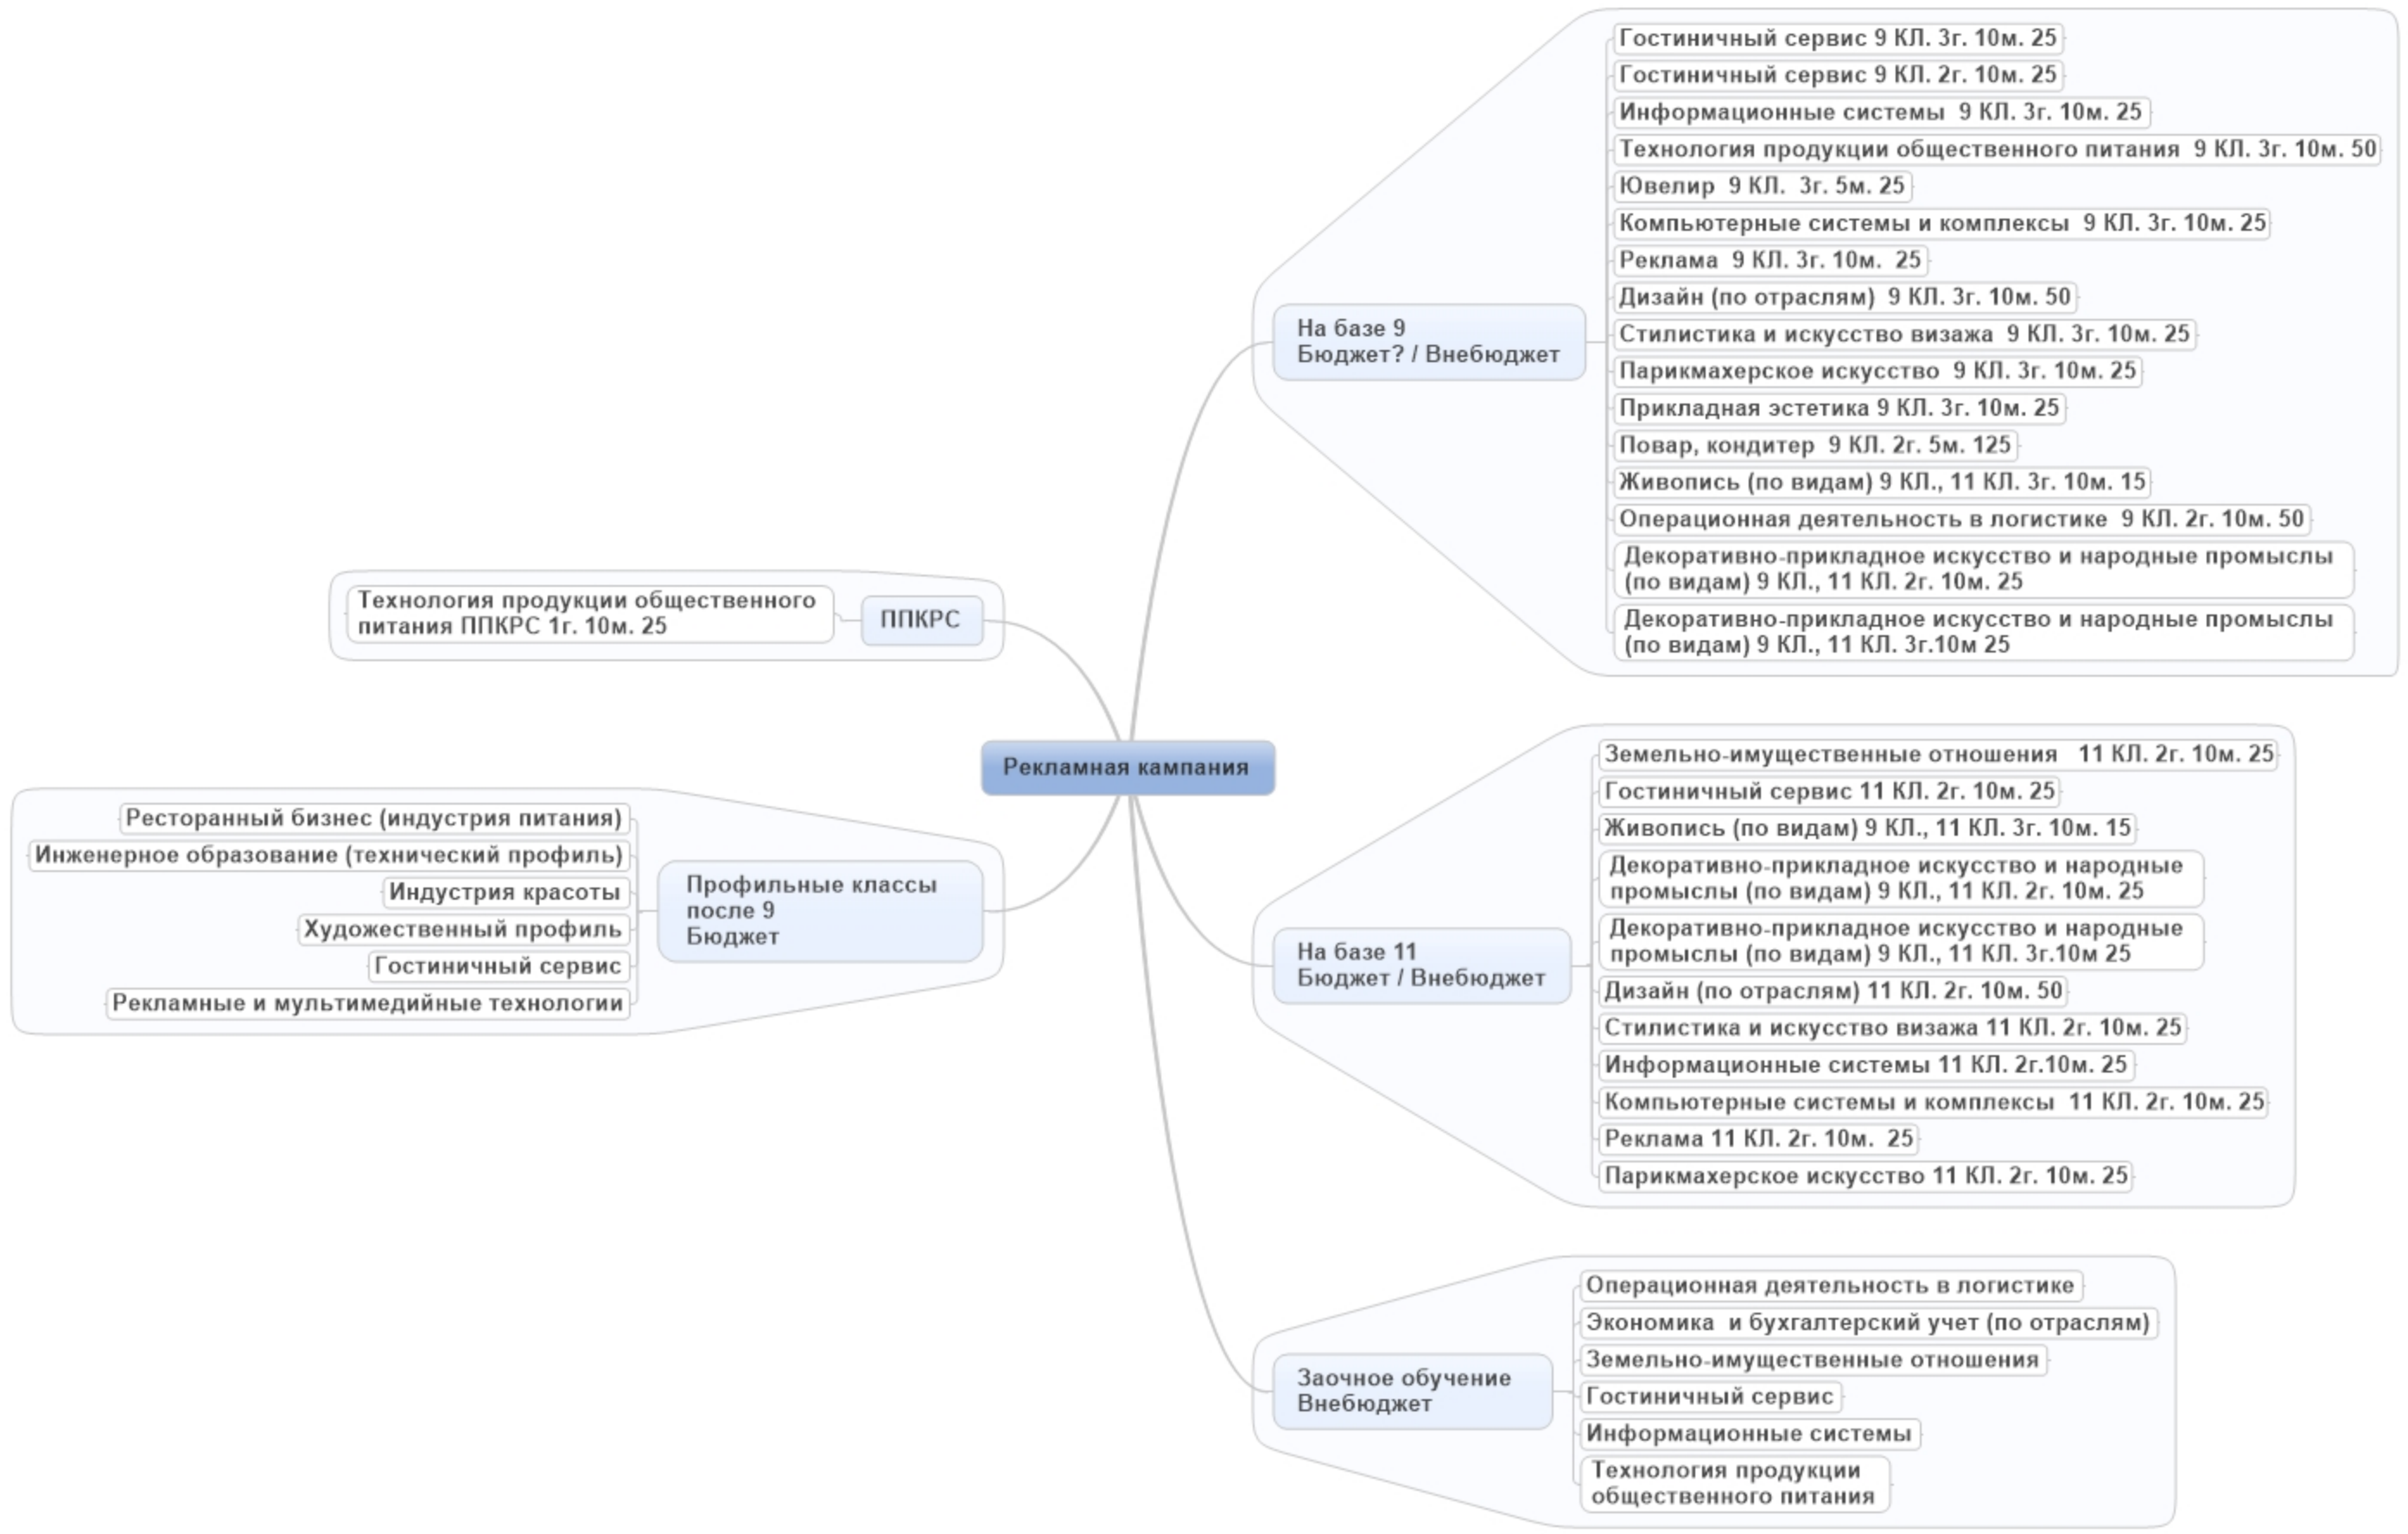 Гостиничный сервис 9 КЛ. 3г. 10м. 25
Гостиничный сервис 9 КЛ. 2г. 10м. 25
Информационные системы 9 КЛ. 3г. 10м. 25
Технология продукции общественного питания 9 КЛ. 3г. 10м. 50
Ювелир 9 КЛ. 3г. 5м. 25
Компьютерные системы и комплексы 9 КЛ. 3г. 10м. 25
Реклама 9 КЛ. 3г. 10м. 25
Дизайн (по отраслям) 9 КЛ. 3г. 10м. 50
На базе 9
Бюджет? / Внебюджет
Стилистика и искусство визажа 9 КЛ. 3г. 10м. 25
Парикмахерское искусство 9 КЛ. 3г. 10м. 25
Прикладная эстетика 9 КЛ. 3г. 10м. 25
Повар, кондитер 9 КЛ. 2г. 5м. 125
Живопись (по видам) 9 КЛ., 11 КЛ. 3г. 10м. 15
Операционная деятельность в логистике 9 КЛ. 2г. 10м. 50
Декоративно-прикладное искусство и народные промыслы
(по видам) 9 КЛ., 11 КЛ. 2г. 10м. 25
Декоративно-прикладное искусство и народные промыслы
(по видам) 9 КЛ., 11 КЛ. 3г.10м 25
Технология продукции общественного
питания ППКРС 1г. 10м. 25
ППКРС
Рекламная кампания
Ресторанный бизнес (индустрия питания)
Инженерное образование (технический профиль)
Индустрия красоты
Художественный профиль
Гостиничный сервис
Рекламные и мультимедийные технологии
Профильные классы
после 9
Бюджет
Земельно-имущественные отношения 11 КЛ. 2г. 10м. 25
Гостиничный сервис 11 КЛ. 2г. 10м. 25
Живопись (по видам) 9 КЛ., 11 КЛ. 3г. 10м. 15
Декоративно-прикладное искусство и народные
промыслы (по видам) 9 КЛ., 11 КЛ. 2г. 10м. 25
Декоративно-прикладное искусство и народные
промыслы (по видам) 9 КЛ., 11 КЛ. 3г.10м 25
На базе 11
Бюджет / Внебюджет
Дизайн (по отраслям) 11 КЛ. 2г. 10м. 50
Стилистика и искусство визажа 11 КЛ. 2г. 10м. 25
Информационные системы 11 КЛ. 2г.10м. 25
Компьютерные системы и комплексы 11 КЛ. 2г. 10м. 25
Реклама 11 КЛ. 2г. 10м. 25
Парикмахерское искусство 11 КЛ. 2г. 10м. 25
Операционная деятельность в логистике
Экономика и бухгалтерский учет (по отраслям)
Земельно-имущественные отношения
Заочное обучение
Внебюджет
Гостиничный сервис
Информационные системы
Технология продукции
общественного питания